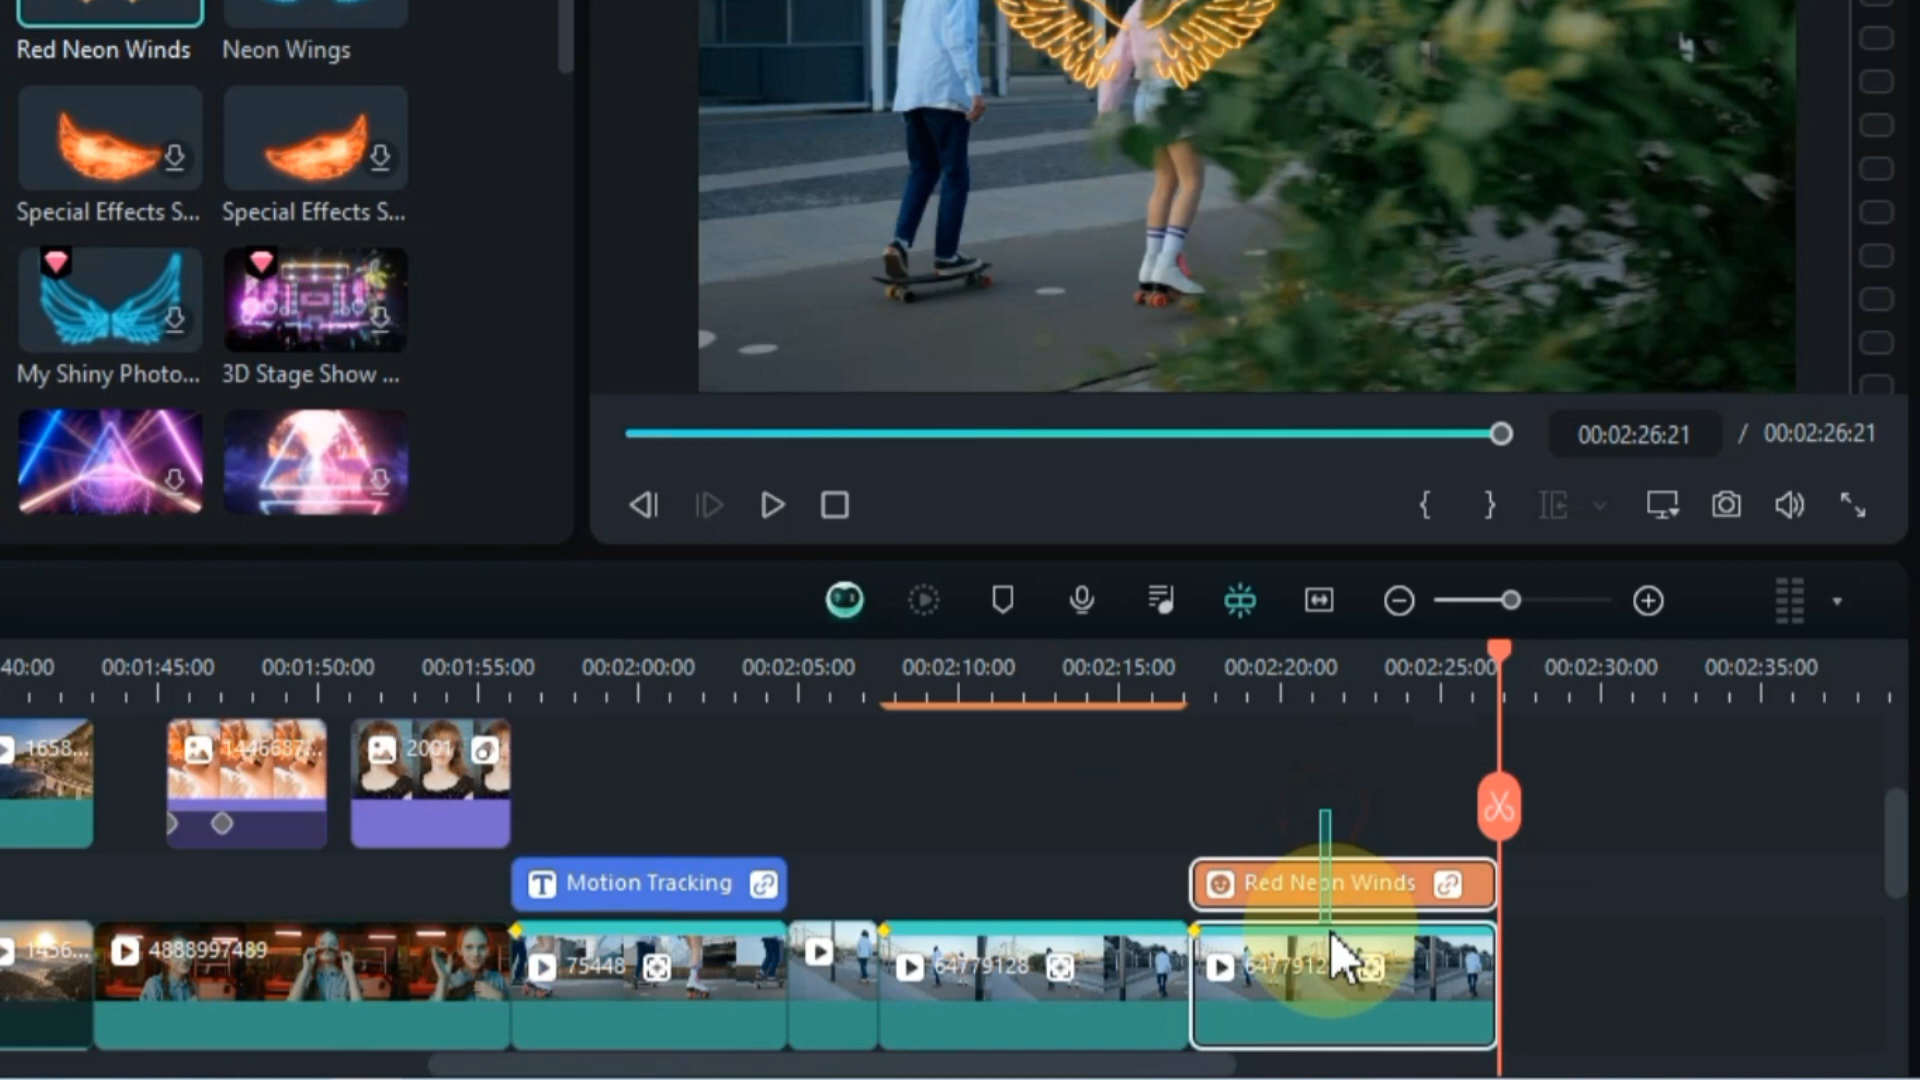 Red Neon Winds
Neon Wings
Special Effects S...
Special Effects S...
My Shiny Photo...
3D Stage Show ...
00:02:26:21 / 00:02:26:21
{ }
40:00 00:01:45:00 00:01:50:00 00:01:55:00 00:02:00:00 00:02:05:00 00:02:10:00 00:02:15:00 00:02:20:00 00:02:25:00 00:02:30:00 00:02:35:00
1658...
1446687...
2001
T Motion Tracking
Red Neon Winds
1456...
4888997489
75448
64779128
6477912